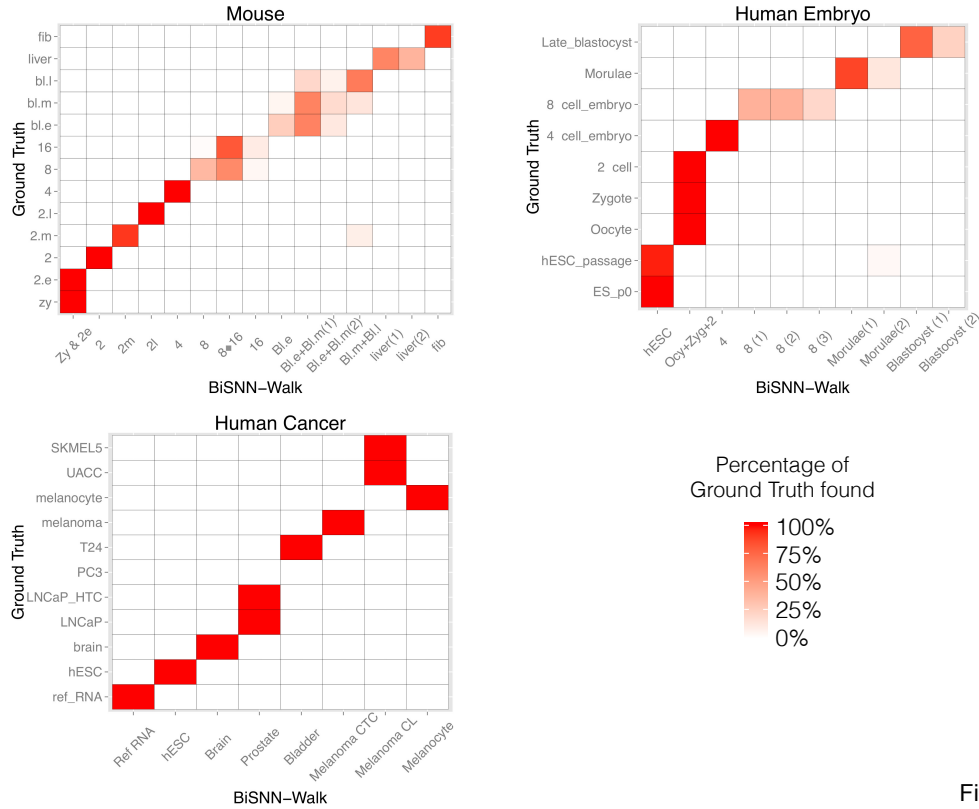 Mouse
fib
liver
bl.l
bl.m
bl.e
16
8
4
2.l
2.m
2
2.e
zy
Ground Truth
Zy & 2e
2
2m
2l
4
8
8●16
16
Bl.e
Bl.e+Bl.m(1)
Bl.e+Bl.m(2)
Bl.m+Bl.l
liver(1)
liver(2)
fib
BiSNN−Walk
Human Embryo
Late_blastocyst
Morulae
8 cell_embryo
4 cell_embryo
2 cell
Zygote
Oocyte
hESC_passage
ES_p0
Ground Truth
hESC
Ocy+Zyg+2
4
8 (1)
8 (2)
8 (3)
Morulae(1)
Morulae(2)
Blastocyst (1)
Blastocyst (2)
BiSNN−Walk
Human Cancer
SKMEL5
UACC
melanocyte
melanoma
T24
PC3
LNCaP_HTC
LNCaP
brain
hESC
ref_RNA
Ground Truth
Ref RNA
hESC
Brain
Prostate
Bladder
Melanoma CTC
Melanoma CL
Melanocyte
BiSNN−Walk
Percentage of
Ground Truth found
100%
75%
50%
25%
0%
Fi